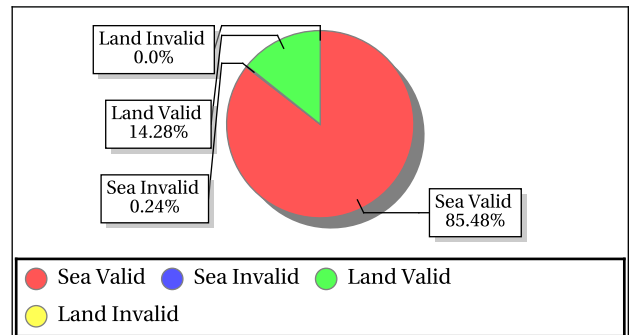 Land Invalid
0.0%
Land Valid
14.28%
Sea Invalid
0.24%
Sea Valid
85.48%
Sea Valid Sea Invalid Land Valid
Land Invalid